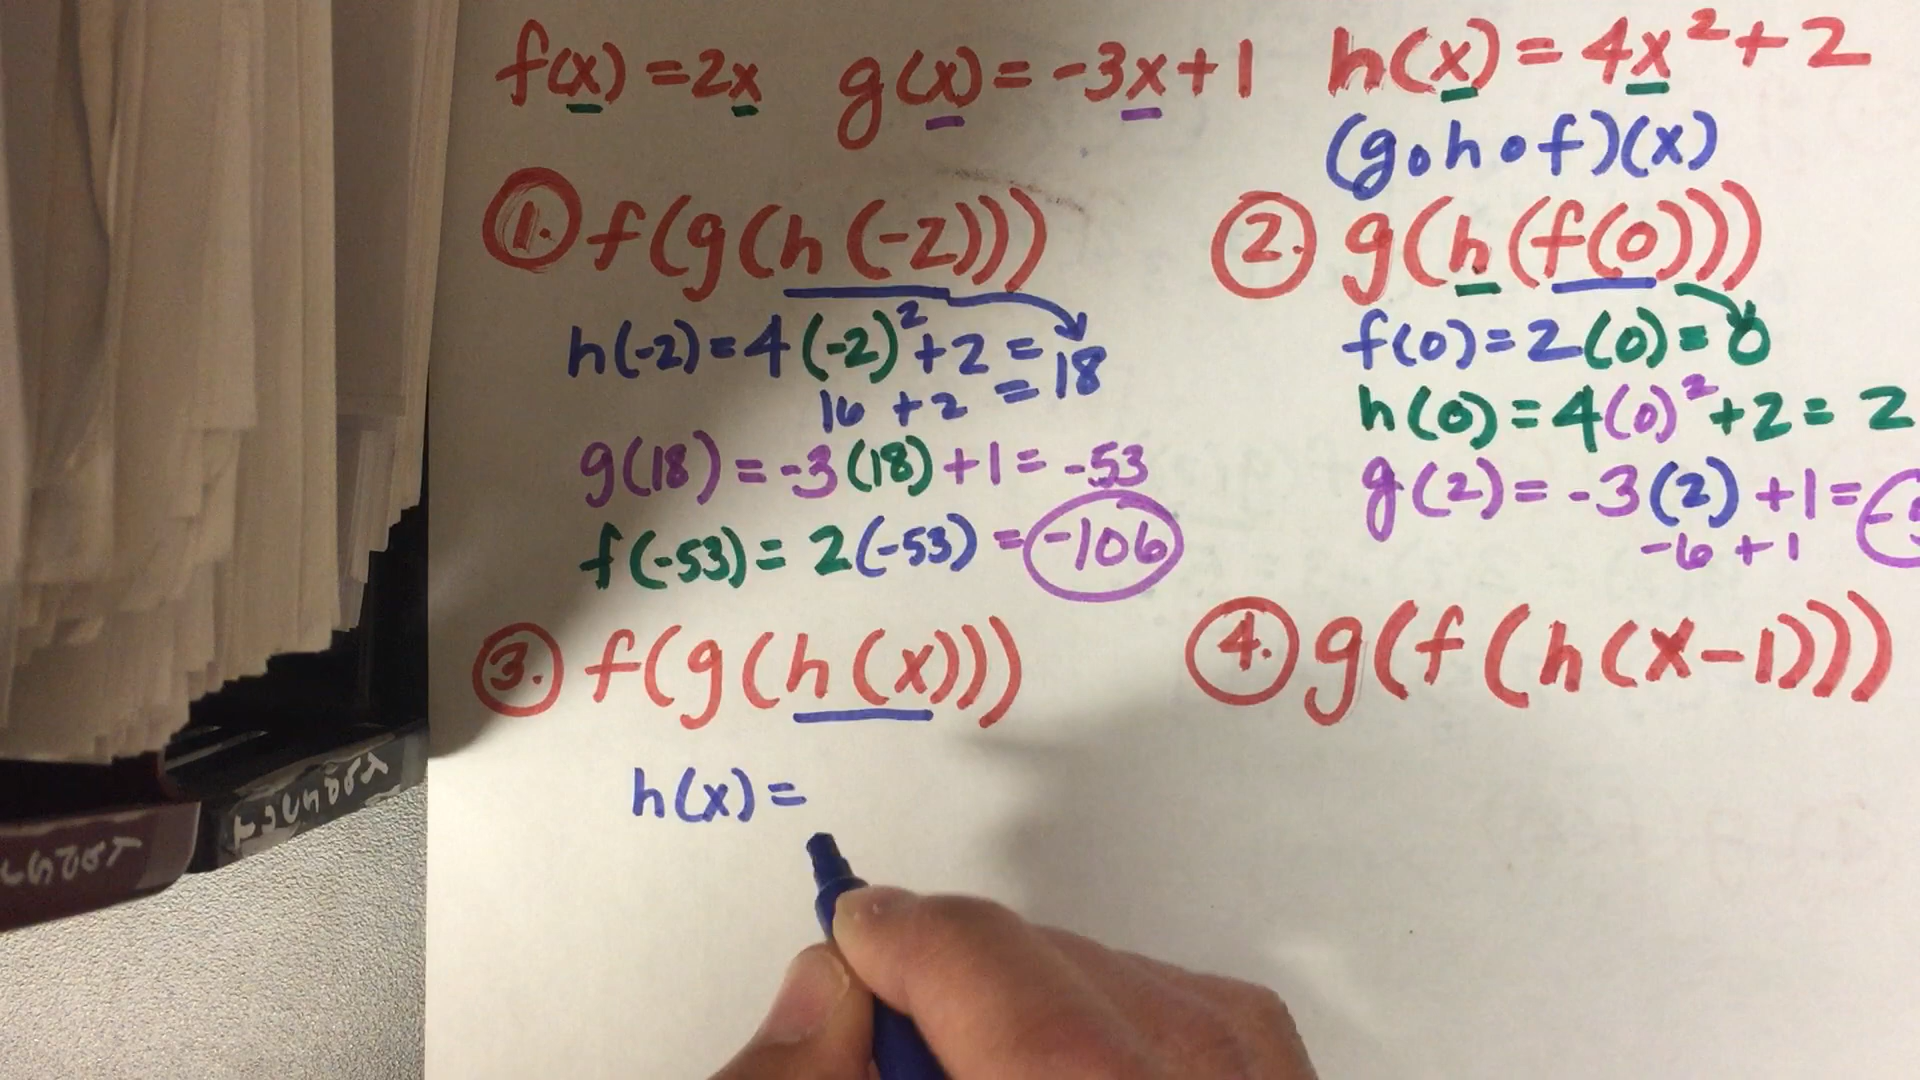 f(x) = 2x g(x) = -3x+1 h(x) = 4x²+2
(g∘h∘f)(x)
1. f(g(h(-2)))
h(-2) = 4(-2)²+2 = 18
16 + 2 =
g(18) = -3(18)+1 = -53
f(-53) = 2(-53) = -106
2. g(h(f(0)))
f(0) = 2(0) = 0
h(0) = 4(0)²+2 = 2
g(2) = -3(2)+1 = -5
-6 + 1
3. f(g(h(x)))
h(x) =
4. g(f(h(x-1)))